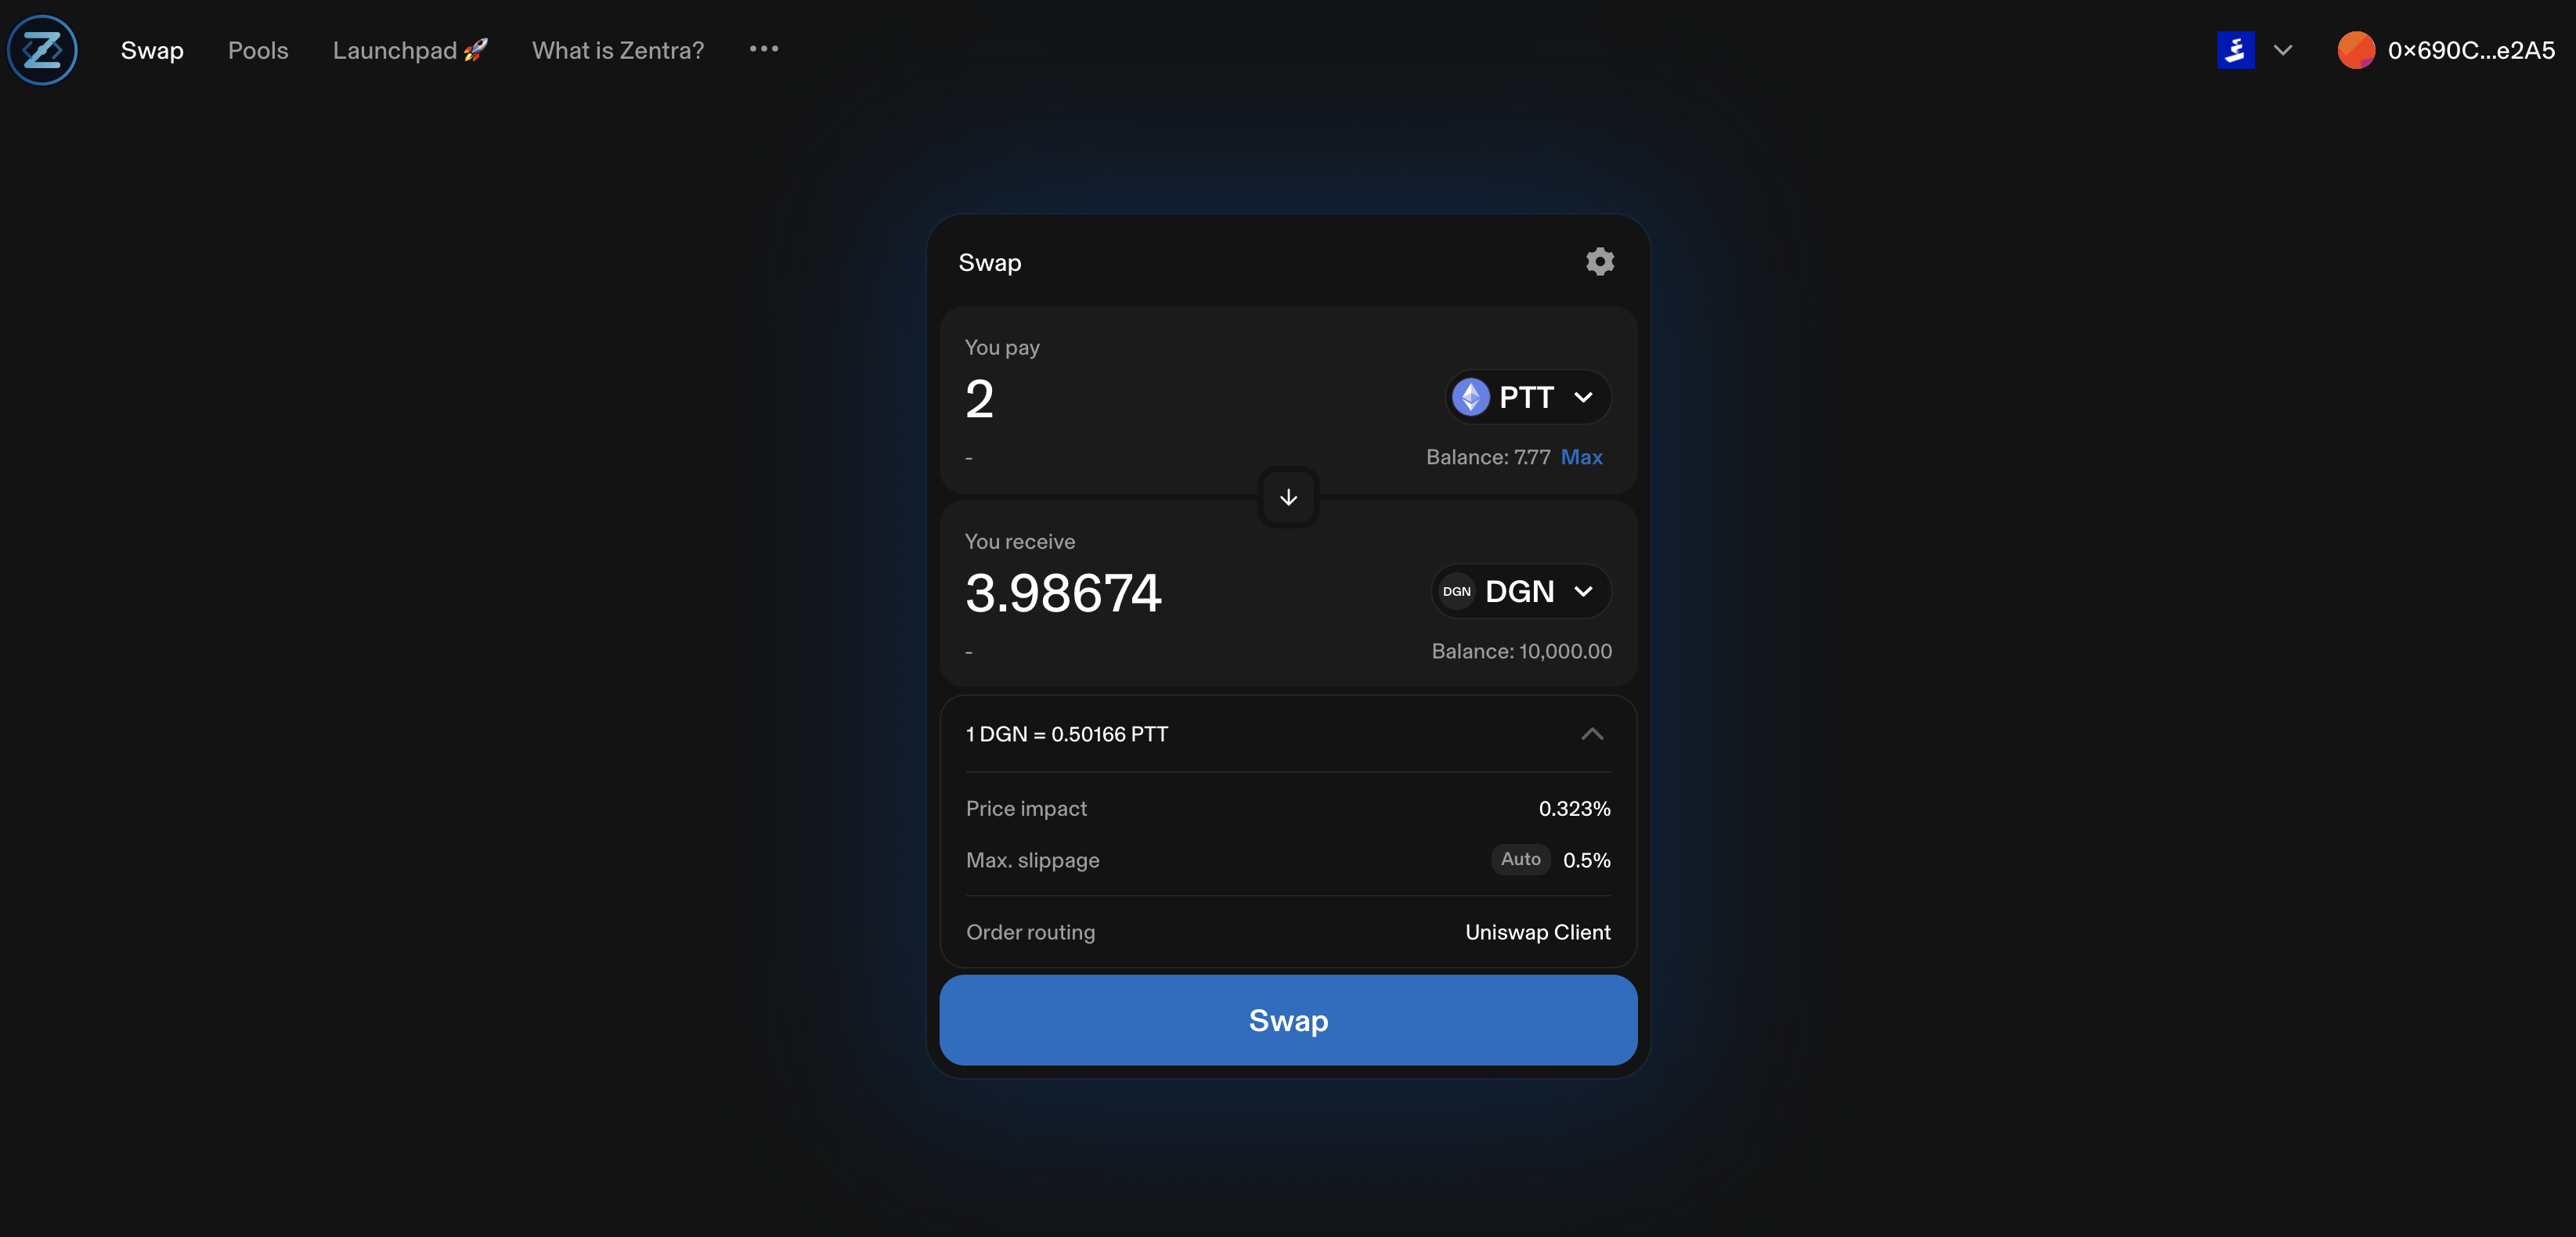 Swap
Pools
Launchpad 🚀
What is Zentra?
0x690C...e2A5
Swap
You pay
2
PTT
-
Balance: 7.77 Max
You receive
3.98674
DGN DGN
-
Balance: 10,000.00
1 DGN = 0.50166 PTT
Price impact 0.323%
Max. slippage Auto 0.5%
Order routing Uniswap Client
Swap